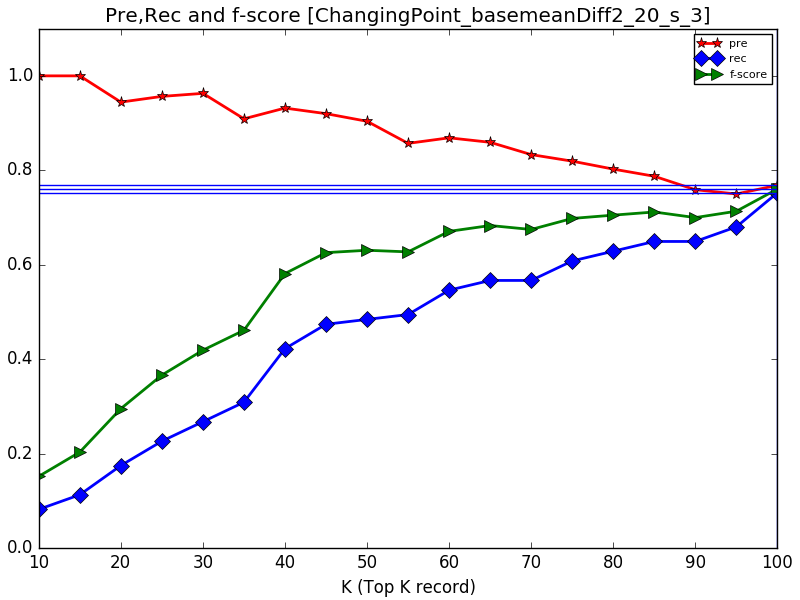 Pre,Rec and f-score [ChangingPoint_basemeanDiff2_20_s_3]
pre
rec
f-score
1.0
0.8
0.6
0.4
0.2
0.0
10 20 30 40 50 60 70 80 90 100
K (Top K record)